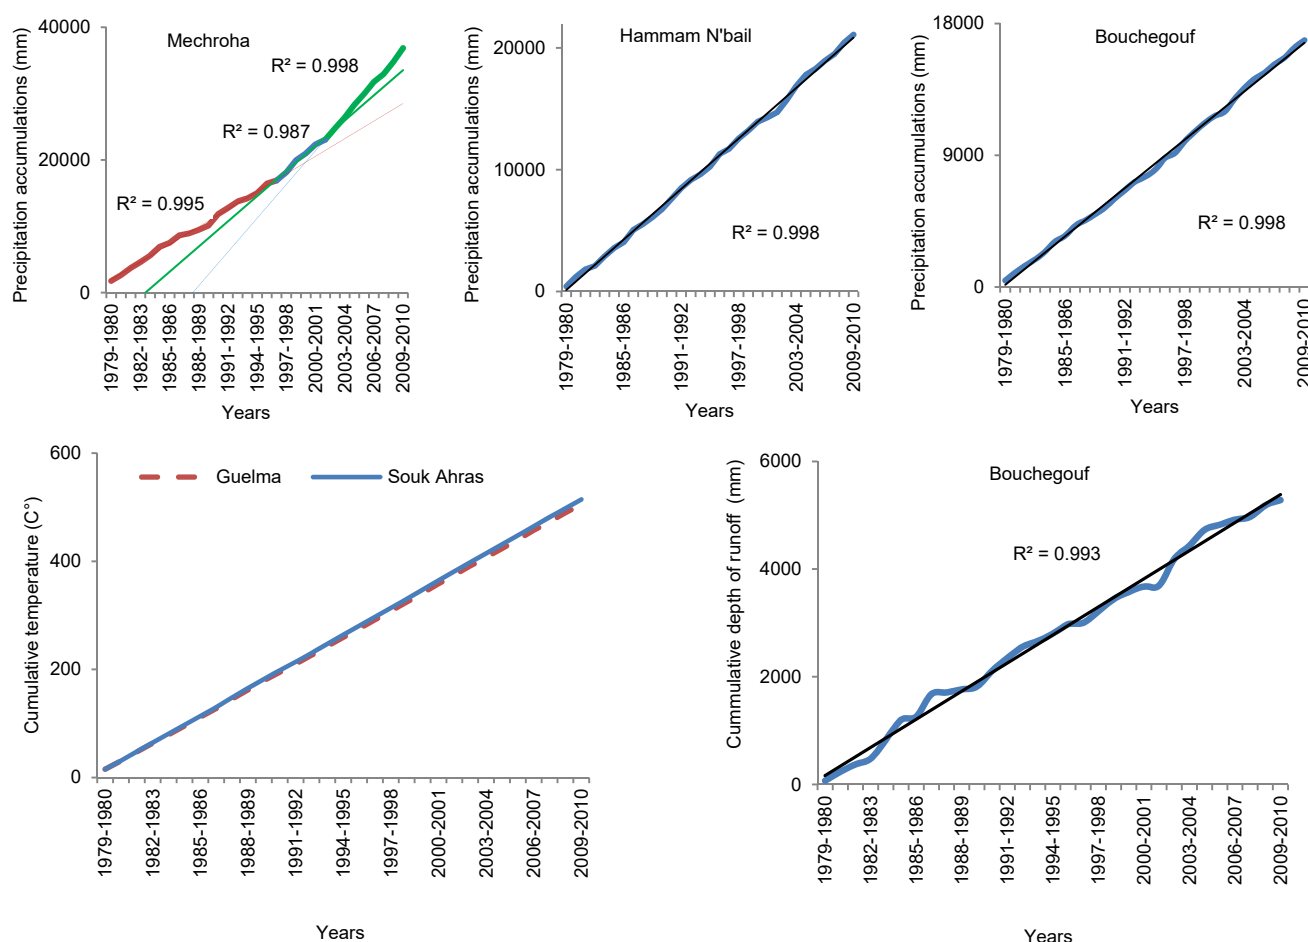 Mechroha
Precipitation accumulations (mm)
40000
20000
0
R² = 0.998
R² = 0.987
R² = 0.995
1979-1980
1982-1983
1985-1986
1988-1989
1991-1992
1994-1995
1997-1998
2000-2001
2003-2004
2006-2007
2009-2010
Years
Hammam N'bail
Precipitation accumulations (mm)
20000
10000
0
R² = 0.998
1979-1980
1985-1986
1991-1992
1997-1998
2003-2004
2009-2010
Years
Bouchegouf
Precipitation accumulations (mm)
18000
9000
0
R² = 0.998
1979-1980
1985-1986
1991-1992
1997-1998
2003-2004
2009-2010
Years
Cumulative temperature (C°)
600
400
200
0
Guelma
Souk Ahras
1979-1980
1982-1983
1985-1986
1988-1989
1991-1992
1994-1995
1997-1998
2000-2001
2003-2004
2006-2007
2009-2010
Years
Bouchegouf
Cummulative depth of runoff (mm)
6000
4000
2000
0
R² = 0.993
1979-1980
1982-1983
1985-1986
1988-1989
1991-1992
1994-1995
1997-1998
2000-2001
2003-2004
2006-2007
2009-2010
Years